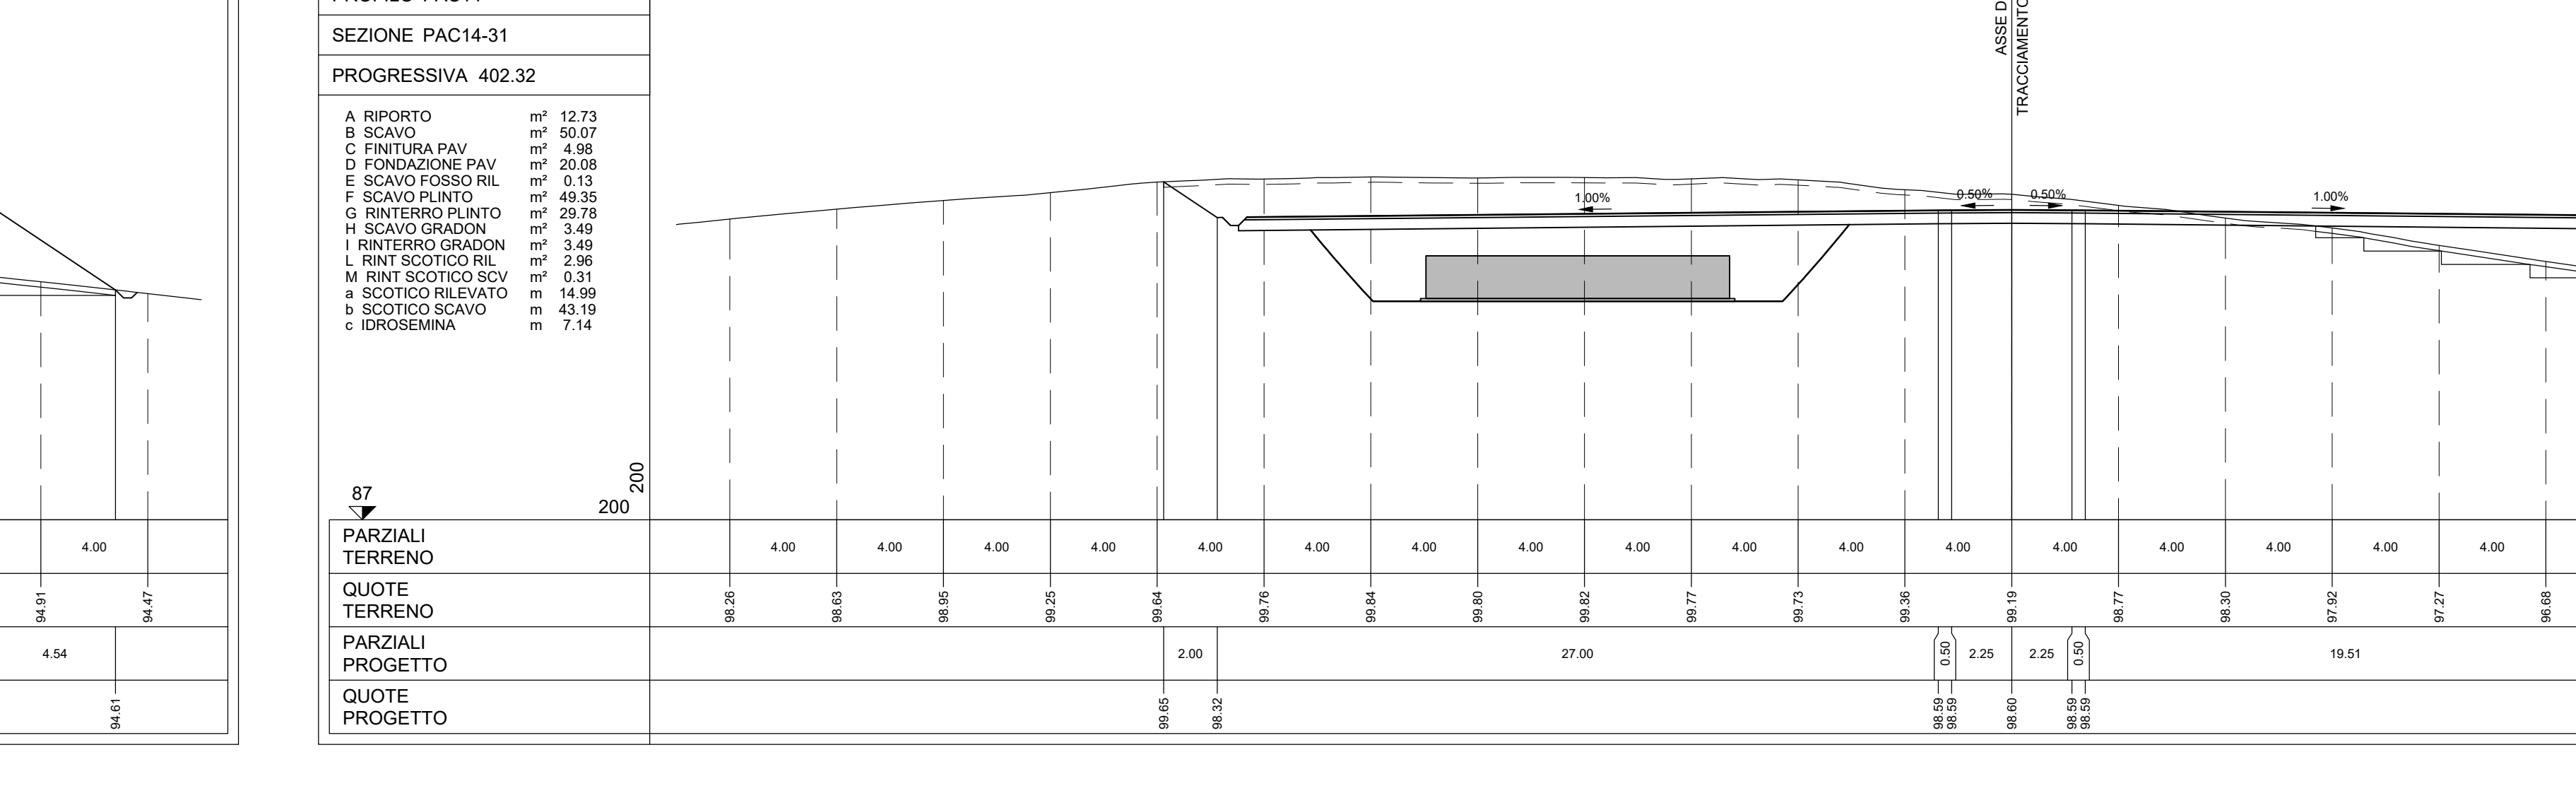 SEZIONE PAC14-31
PROGRESSIVA 402.32
A RIPORTO m² 12.73
B SCAVO m² 50.07
C FINITURA PAV m² 4.98
D FONDAZIONE PAV m² 20.08
E SCAVO FOSSO RIL m² 0.13
F SCAVO PLINTO m² 49.35
G RINTERRO PLINTO m² 29.78
H SCAVO GRADON m² 3.49
I RINTERRO GRADON m² 3.49
L RINT SCOTICO RIL m² 2.96
M RINT SCOTICO SCV m² 0.31
a SCOTICO RILEVATO m 14.99
b SCOTICO SCAVO m 43.19
c IDROSEMINA m 7.14
87
200
200
ASSE D
TRACCIAMENTO
1.00%
0.50%
0.50%
1.00%
4.00
94.91 94.47
4.54
94.61
PARZIALI
TERRENO
4.00 4.00 4.00 4.00 4.00 4.00 4.00 4.00 4.00 4.00 4.00 4.00 4.00 4.00 4.00 4.00 4.00
QUOTE
TERRENO
98.26 98.63 98.95 99.25 99.64 99.76 99.84 99.80 99.82 99.77 99.73 99.36 99.19 98.77 98.30 97.92 97.27 96.68
PARZIALI
PROGETTO
2.00 27.00 0.50 2.25 2.25 0.50 19.51
QUOTE
PROGETTO
99.65 98.32 98.59 98.59 98.60 98.59 98.59